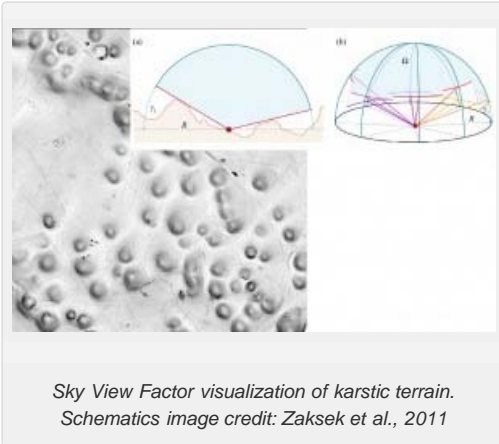 (a)
(b)
Ω
R
R
Sky View Factor visualization of karstic terrain.
Schematics image credit: Zaksek et al., 2011